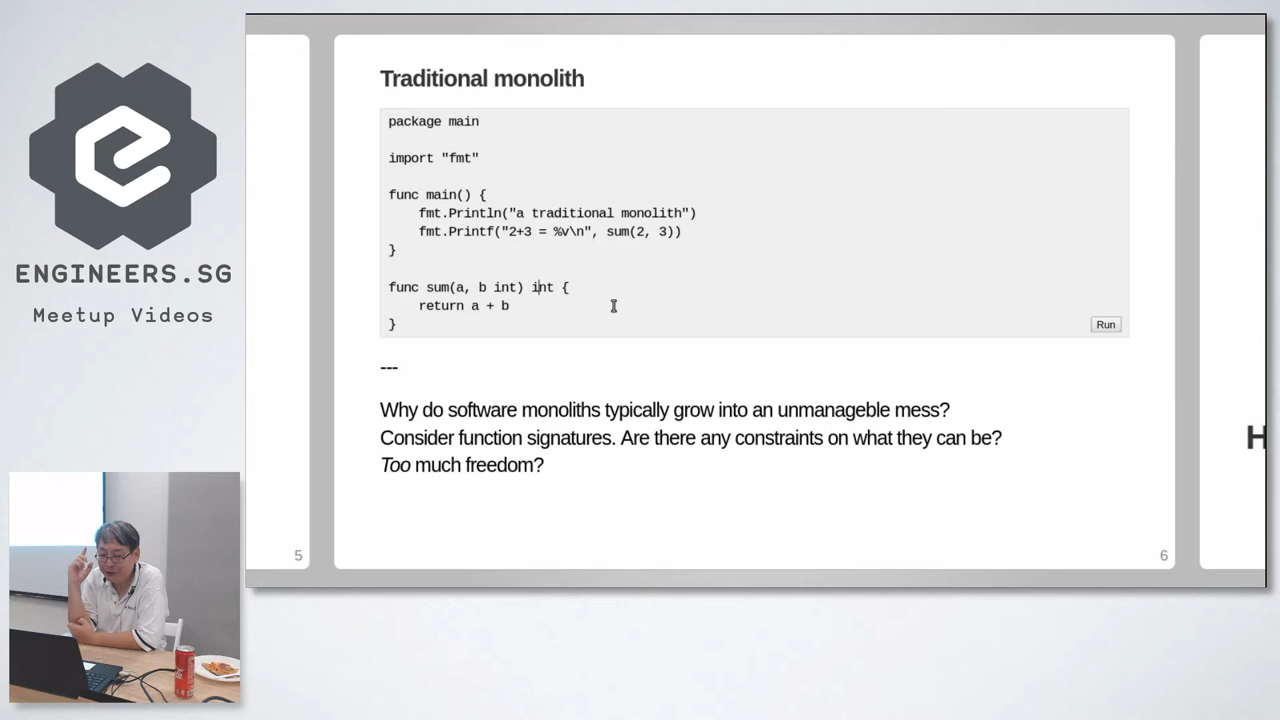 ENGINEERS.SG
Meetup Videos
Traditional monolith
package main
import "fmt"
func main() {
    fmt.Println("a traditional monolith")
    fmt.Printf("2+3 = %v\n", sum(2, 3))
}
func sum(a, b int) int {
    return a + b
}
Run
---
Why do software monoliths typically grow into an unmanageble mess?
Consider function signatures. Are there any constraints on what they can be?
Too much freedom?
5
6
H